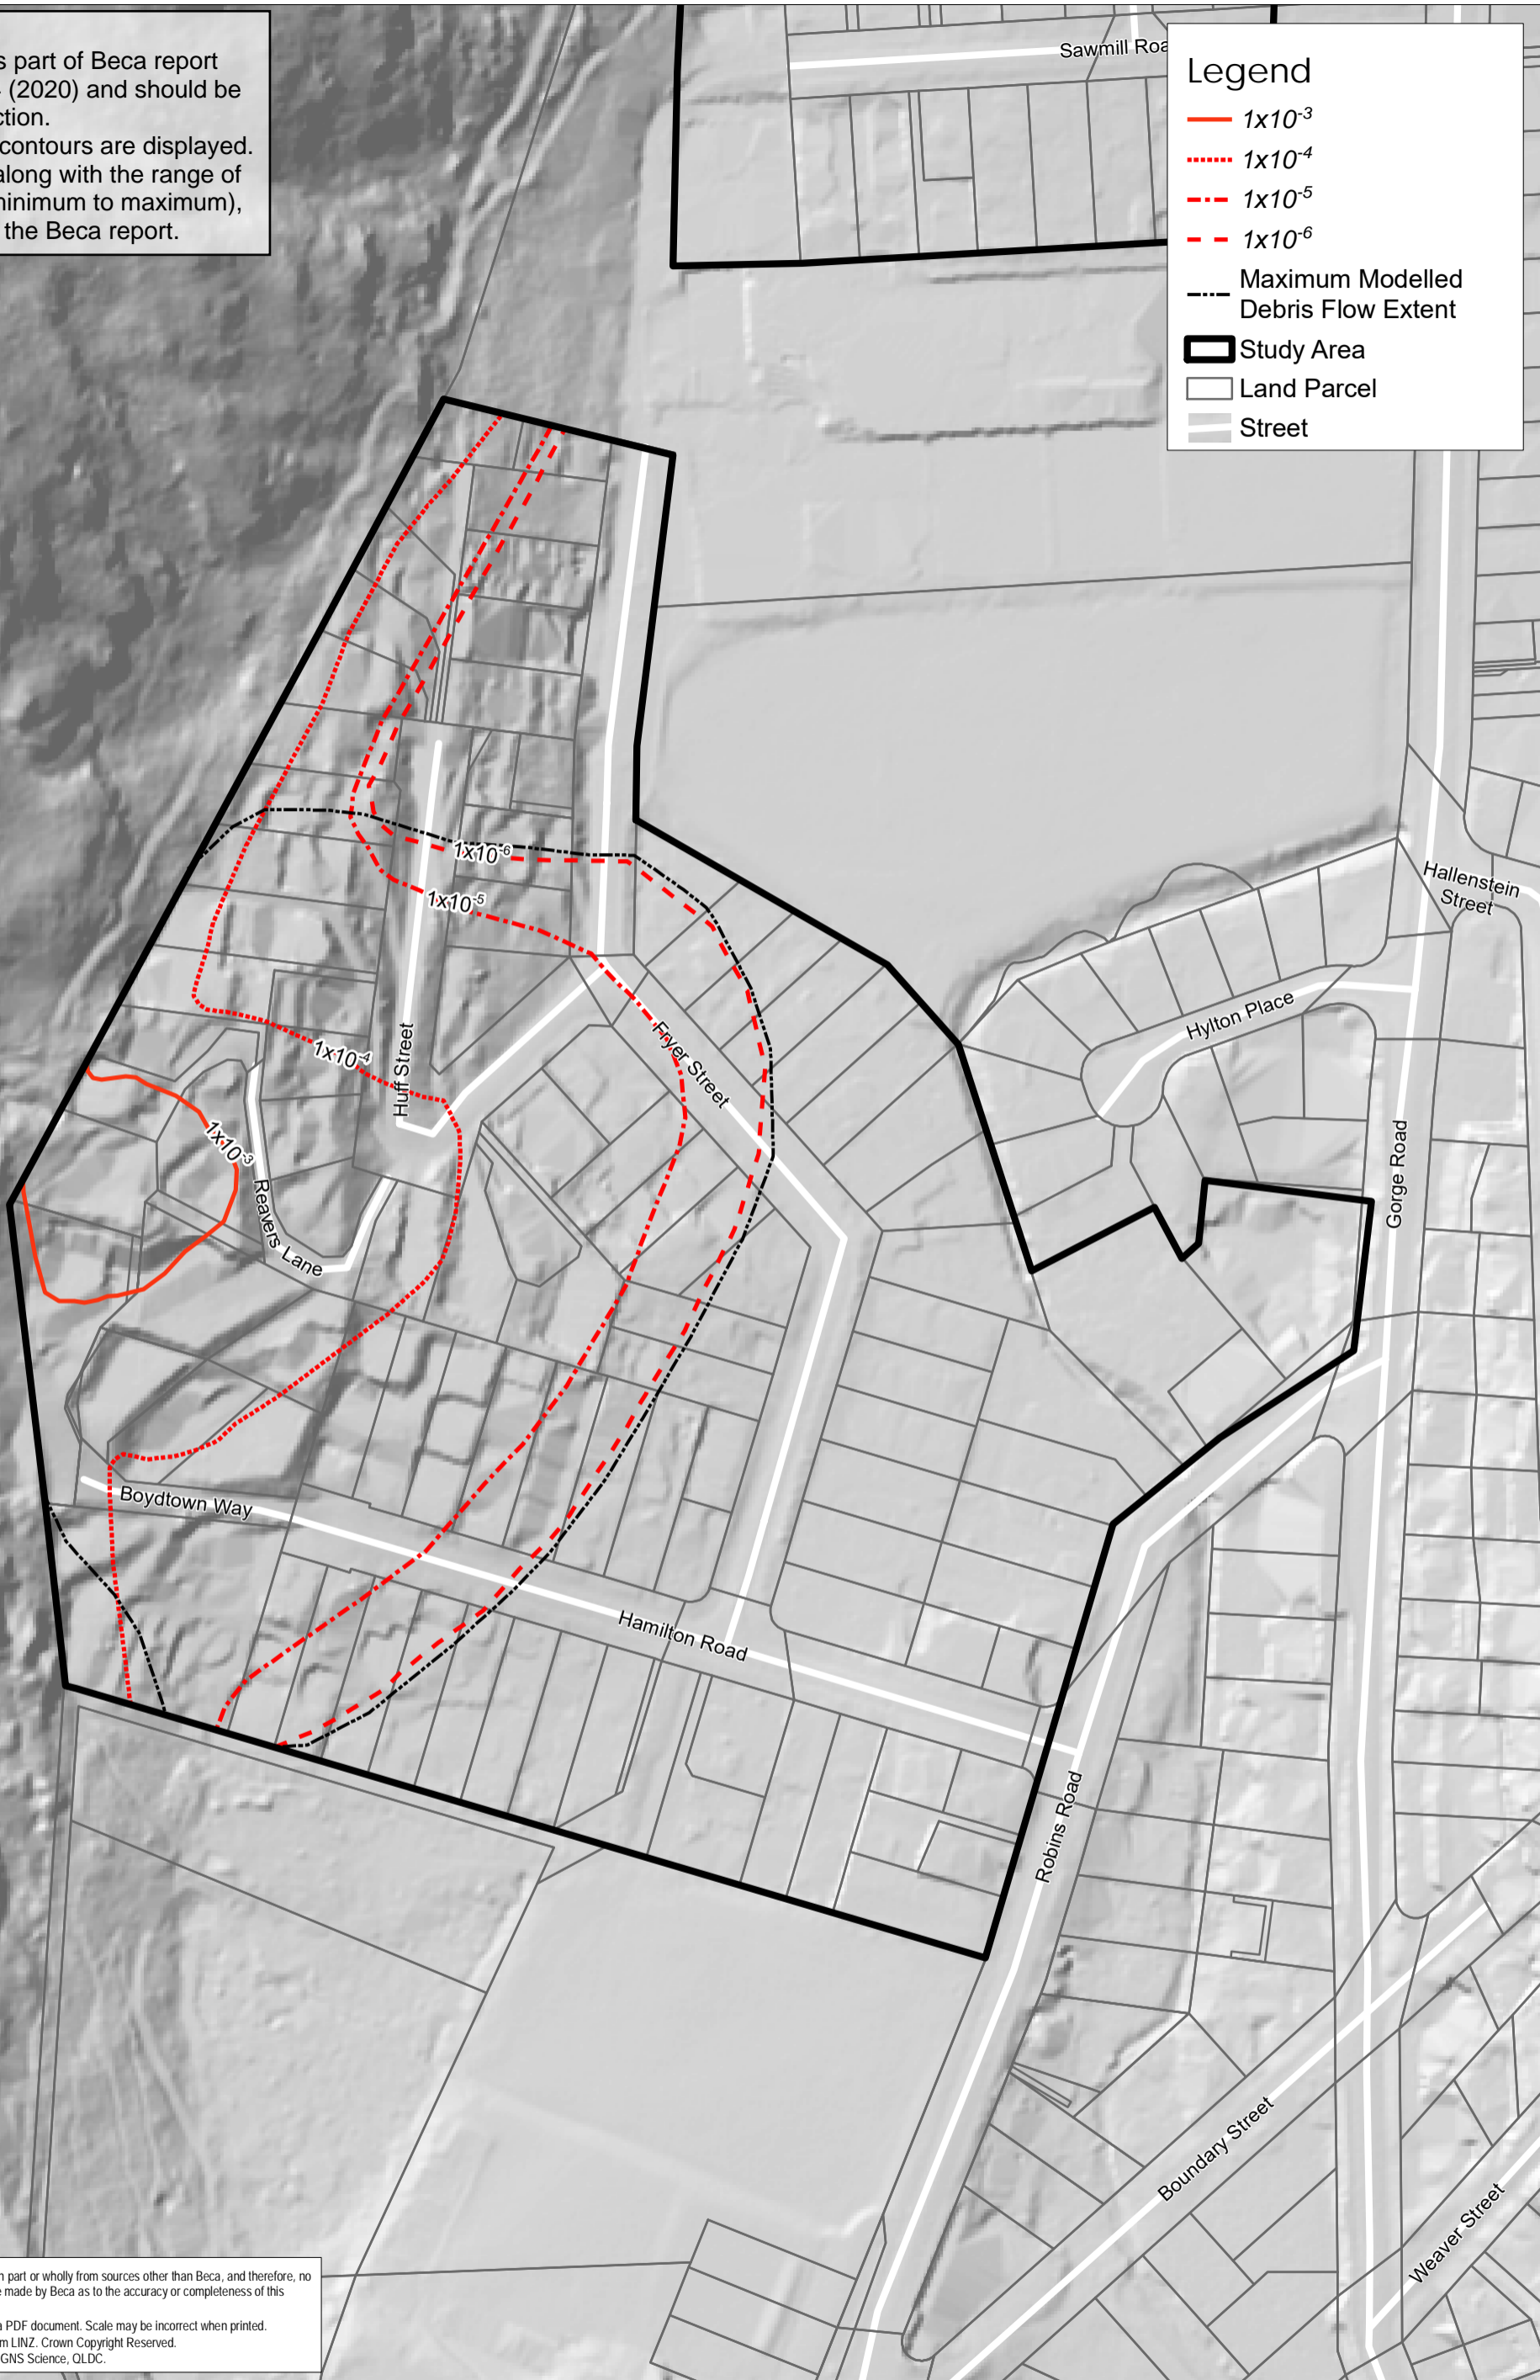 s part of Beca report
(2020) and should be
ction.
contours are displayed.
along with the range of
ninimum to maximum),
the Beca report.
Sawmill Roa
Legend
1x10-3
1x10-4
1x10-5
1x10-6
Maximum Modelled
Debris Flow Extent
Study Area
Land Parcel
Street
1x10-6
1x10-5
Hallenstein
Street
Hylton Place
Fryer Street
Huff Street
1x10-4
1x10-3
Reavers Lane
Gorge Road
Boydtown Way
Hamilton Road
Robins Road
Boundary Street
Weaver Street
n part or wholly from sources other than Beca, and therefore, no
e made by Beca as to the accuracy or completeness of this
a PDF document. Scale may be incorrect when printed.
m LINZ. Crown Copyright Reserved.
GNS Science, QLDC.